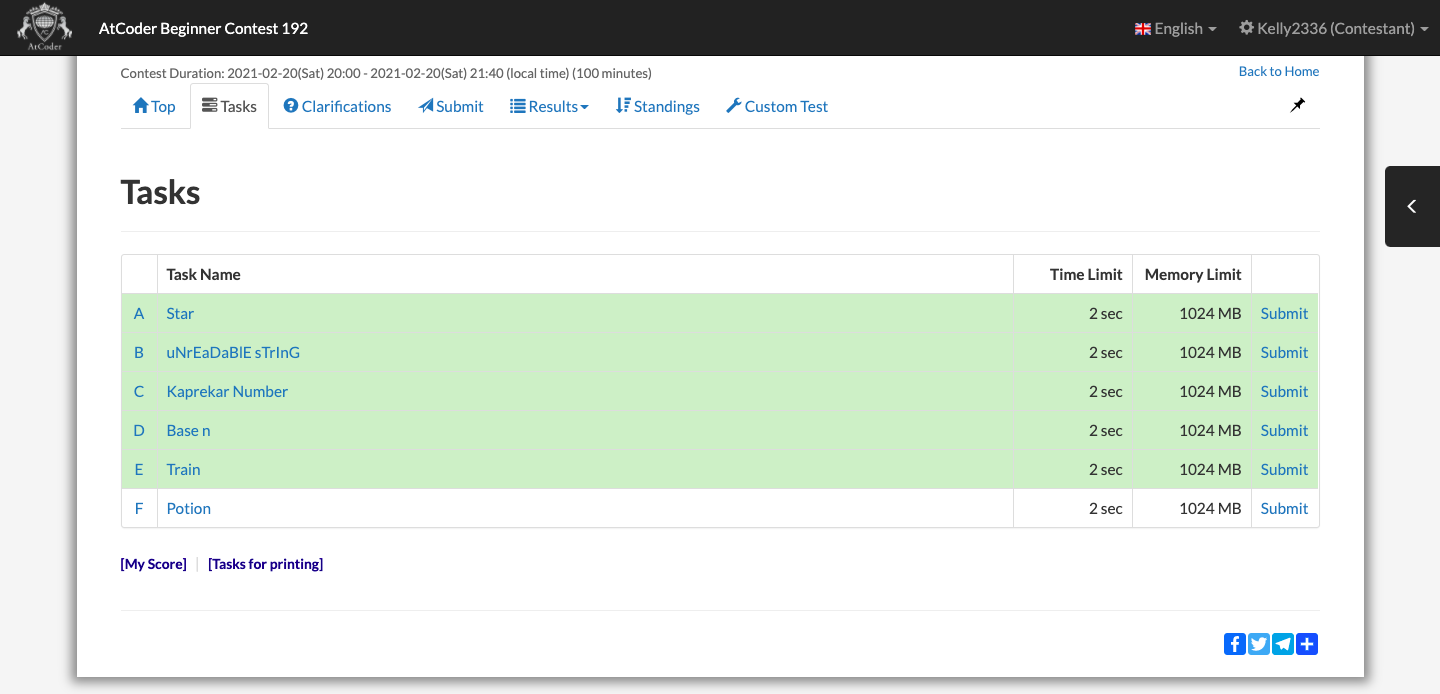 AtCoder
AtCoder Beginner Contest 192
English
Kelly2336 (Contestant)
Contest Duration: 2021-02-20(Sat) 20:00 - 2021-02-20(Sat) 21:40 (local time) (100 minutes)
Back to Home
Top Tasks Clarifications Submit Results Standings Custom Test
Tasks
Task Name Time Limit Memory Limit
A Star 2 sec 1024 MB Submit
B uNrEaDaBlE sTrInG 2 sec 1024 MB Submit
C Kaprekar Number 2 sec 1024 MB Submit
D Base n 2 sec 1024 MB Submit
E Train 2 sec 1024 MB Submit
F Potion 2 sec 1024 MB Submit
[My Score] [Tasks for printing]